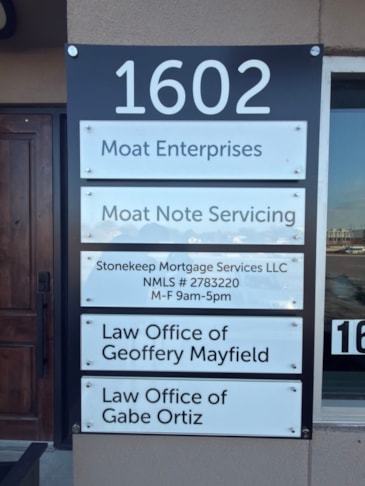 1602
Moat Enterprises
Moat Note Servicing
Stonekeep Mortgage Services LLC
NMLS # 2783220
M-F 9am-5pm
Law Office of
Geoffery Mayfield
Law Office of
Gabe Ortiz
16